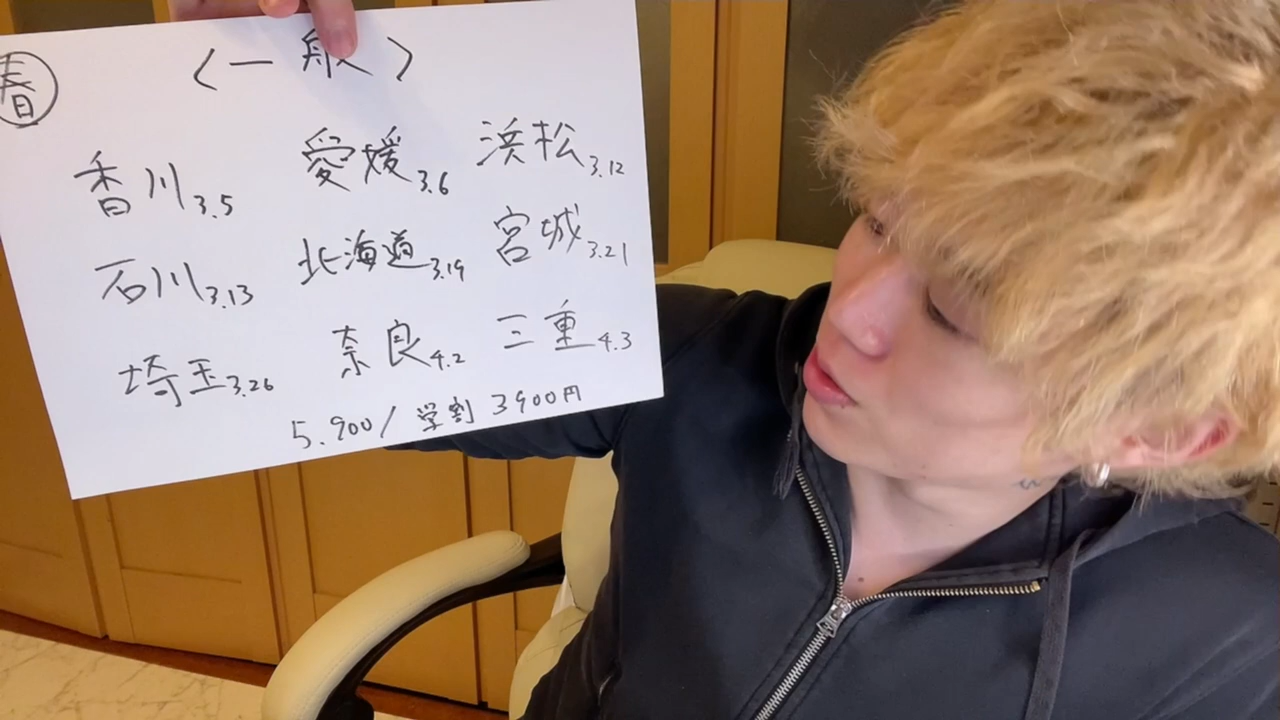 春
〈一般〉
香川3.5 愛媛3.6 浜松3.12
石川3.13 北海道3.19 宮城3.21
埼玉3.26 奈良4.2 三重4.3
5.900/学割 3900円